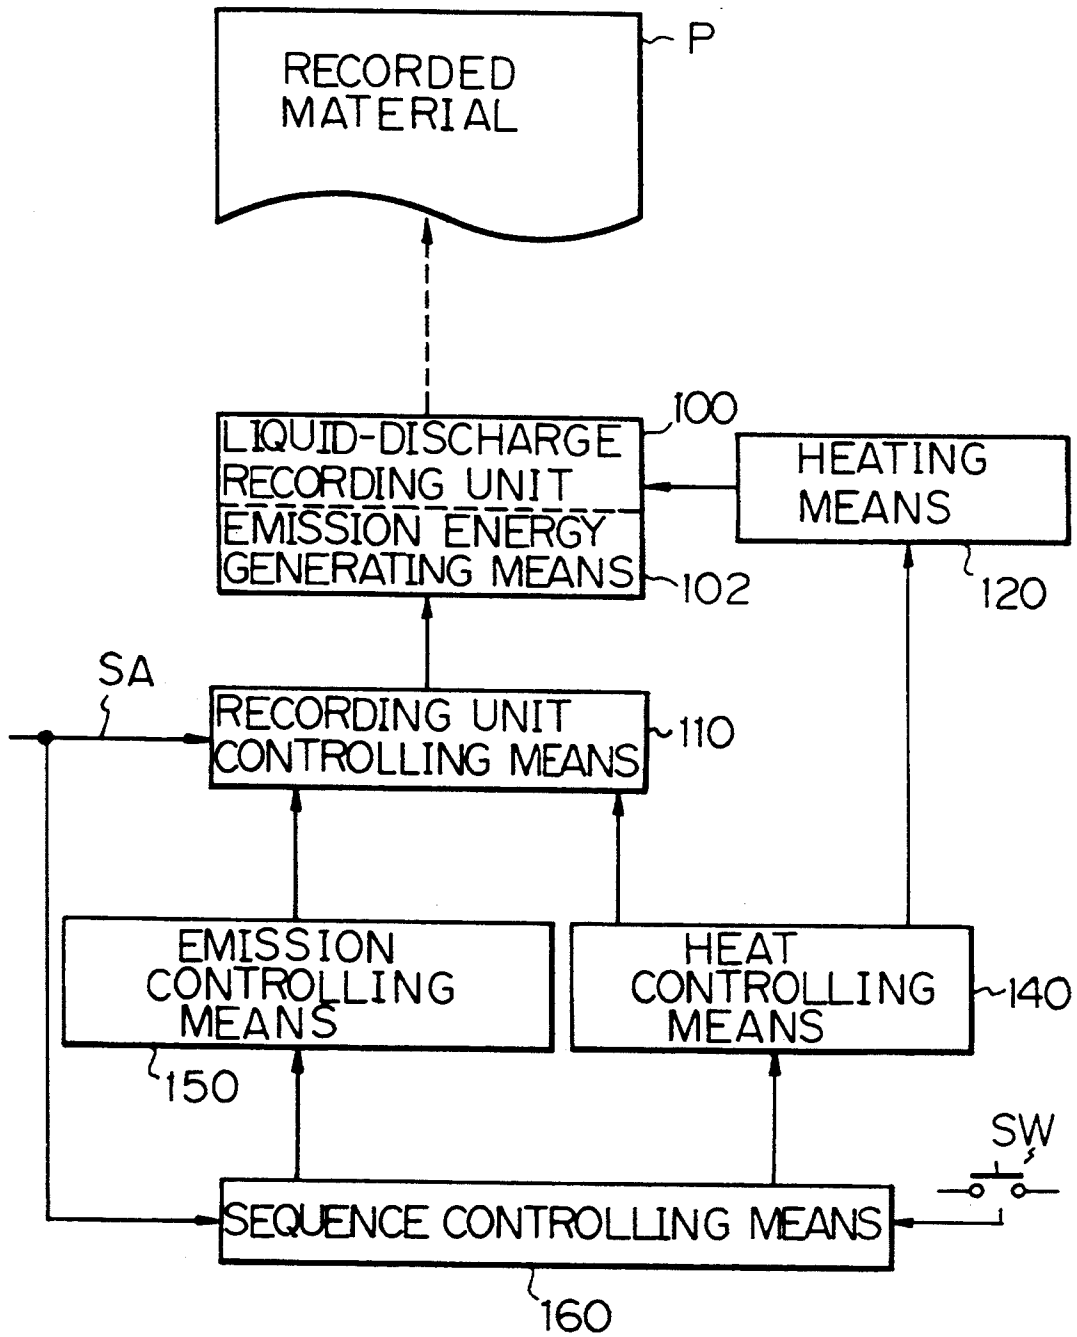 P
RECORDED
MATERIAL
100
LIQUID-DISCHARGE
RECORDING UNIT
EMISSION ENERGY
GENERATING MEANS
102
HEATING
MEANS
120
SA
RECORDING UNIT
CONTROLLING MEANS
110
EMISSION
CONTROLLING
MEANS
150
HEAT
CONTROLLING
MEANS
140
SW
SEQUENCE CONTROLLING MEANS
160